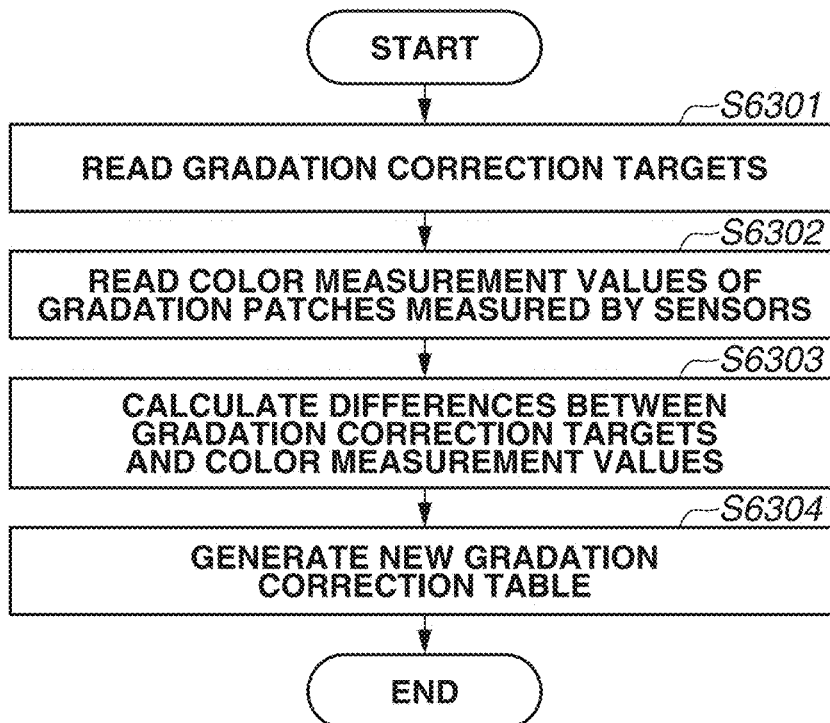 START
S6301
READ GRADATION CORRECTION TARGETS
S6302
READ COLOR MEASUREMENT VALUES OF
GRADATION PATCHES MEASURED BY SENSORS
S6303
CALCULATE DIFFERENCES BETWEEN
GRADATION CORRECTION TARGETS
AND COLOR MEASUREMENT VALUES
S6304
GENERATE NEW GRADATION
CORRECTION TABLE
END